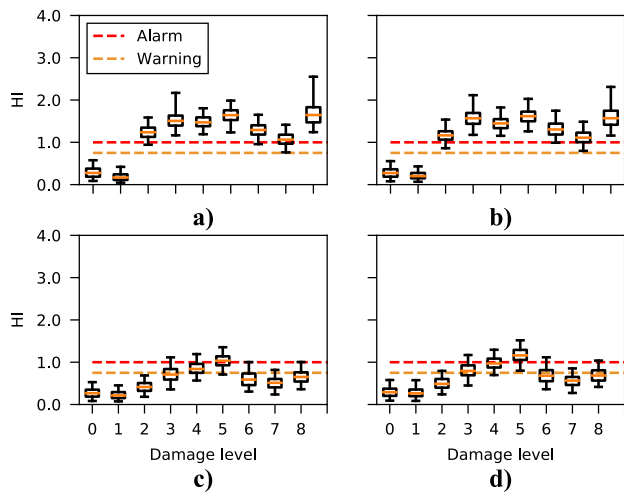 4.0
3.0
2.0
1.0
0.0
HI
Alarm
Warning
a)
b)
4.0
3.0
2.0
1.0
0.0
HI
0 1 2 3 4 5 6 7 8
0 1 2 3 4 5 6 7 8
Damage level
Damage level
c)
d)